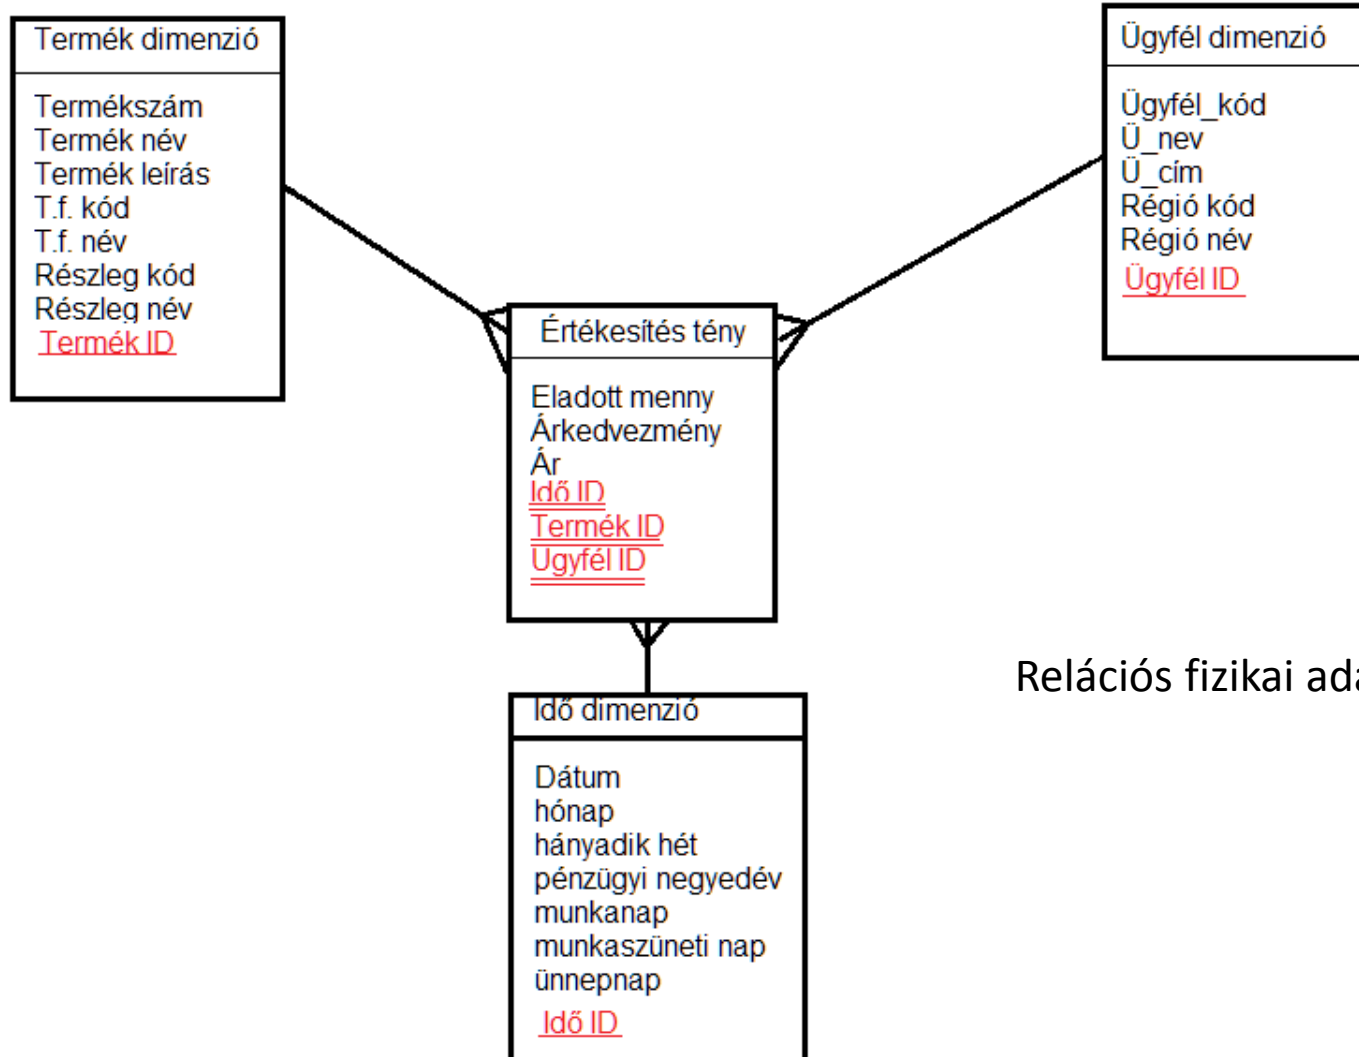 Termék dimenzió
Termékszám
Termék név
Termék leírás
T.f. kód
T.f. név
Részleg kód
Részleg név
Termék ID
Ügyfél dimenzió
Ügyfél_kód
Ü_nev
Ü_cím
Régió kód
Régió név
Ügyfél ID
Értékesítés tény
Eladott menny
Árkedvezmény
Ár
Idő ID
Termék ID
Ugyfél ID
Idő dimenzió
Dátum
hónap
hányadik hét
pénzügyi negyedév
munkanap
munkaszüneti nap
ünnepnap
Idő ID
Relációs fizikai